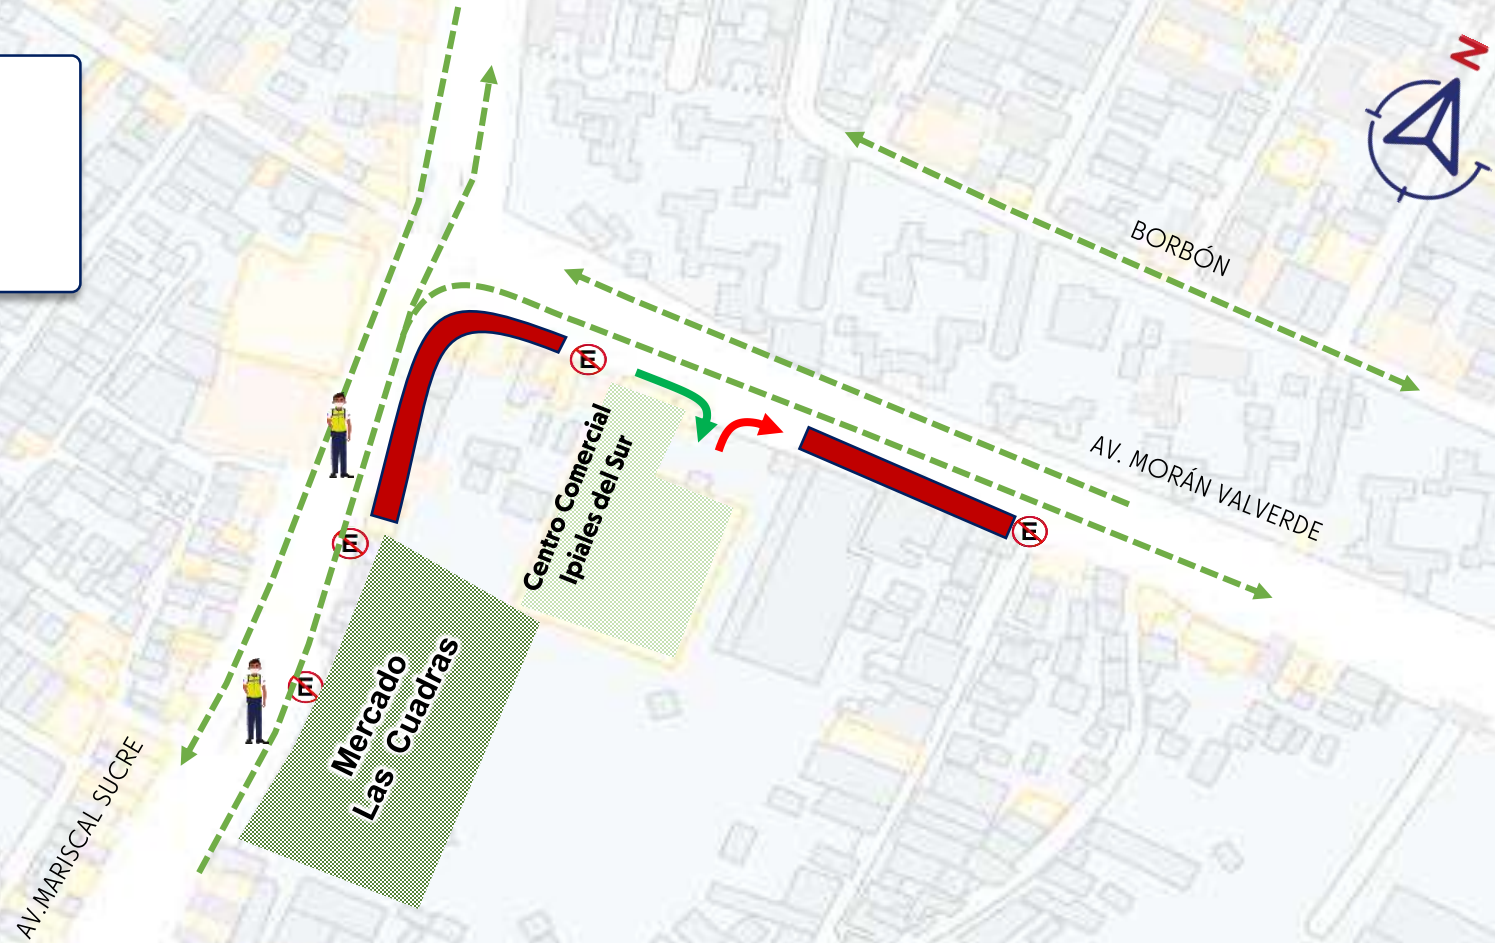 N
BORBÓN
AV. MORÁN VALVERDE
E
Centro Comercial
Ipiales del Sur
E
E
E
Mercado
Las Cuadras
AV.MARISCAL SUCRE